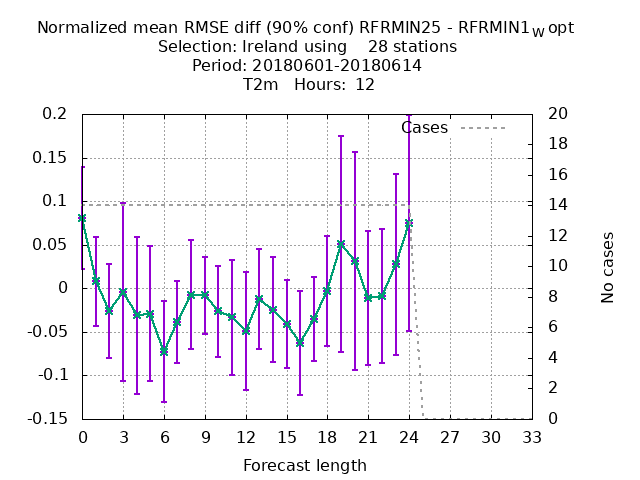 Normalized mean RMSE diff (90% conf) RFRMIN25 - RFRMIN1w opt
Selection: Ireland using 28 stations
Period: 20180601-20180614
T2m Hours: 12
Cases
0.2
0.15
0.1
0.05
0
-0.05
-0.1
-0.15
20
18
16
14
12
10
8
6
4
2
0
No cases
0 3 6 9 12 15 18 21 24 27 30 33
Forecast length